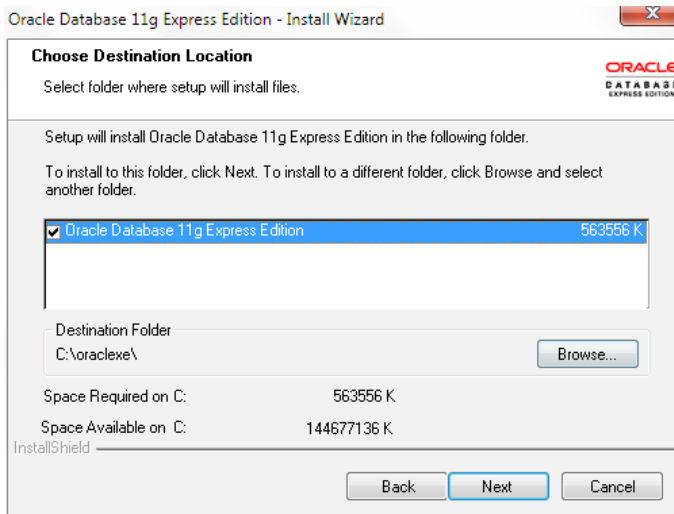 Oracle Database 11g Express Edition - Install Wizard
Choose Destination Location
Select folder where setup will install files.
ORACLE
DATABASE
EXPRESS EDITION
Setup will install Oracle Database 11g Express Edition in the following folder.
To install to this folder, click Next. To install to a different folder, click Browse and select
another folder.
Oracle Database 11g Express Edition 563556 K
Destination Folder
C:\oraclexe\ Browse...
Space Required on C: 563556 K
Space Available on C: 144677136 K
InstallShield
Back Next Cancel